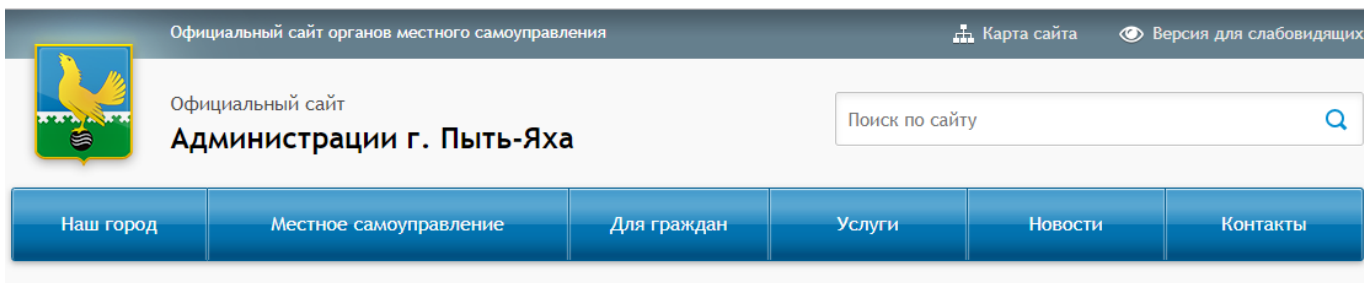 Официальный сайт органов местного самоуправления Карта сайта Версия для слабовидящих
Официальный сайт
Администрации г. Пыть-Яха
Поиск по сайту
Наш город Местное самоуправление Для граждан Услуги Новости Контакты